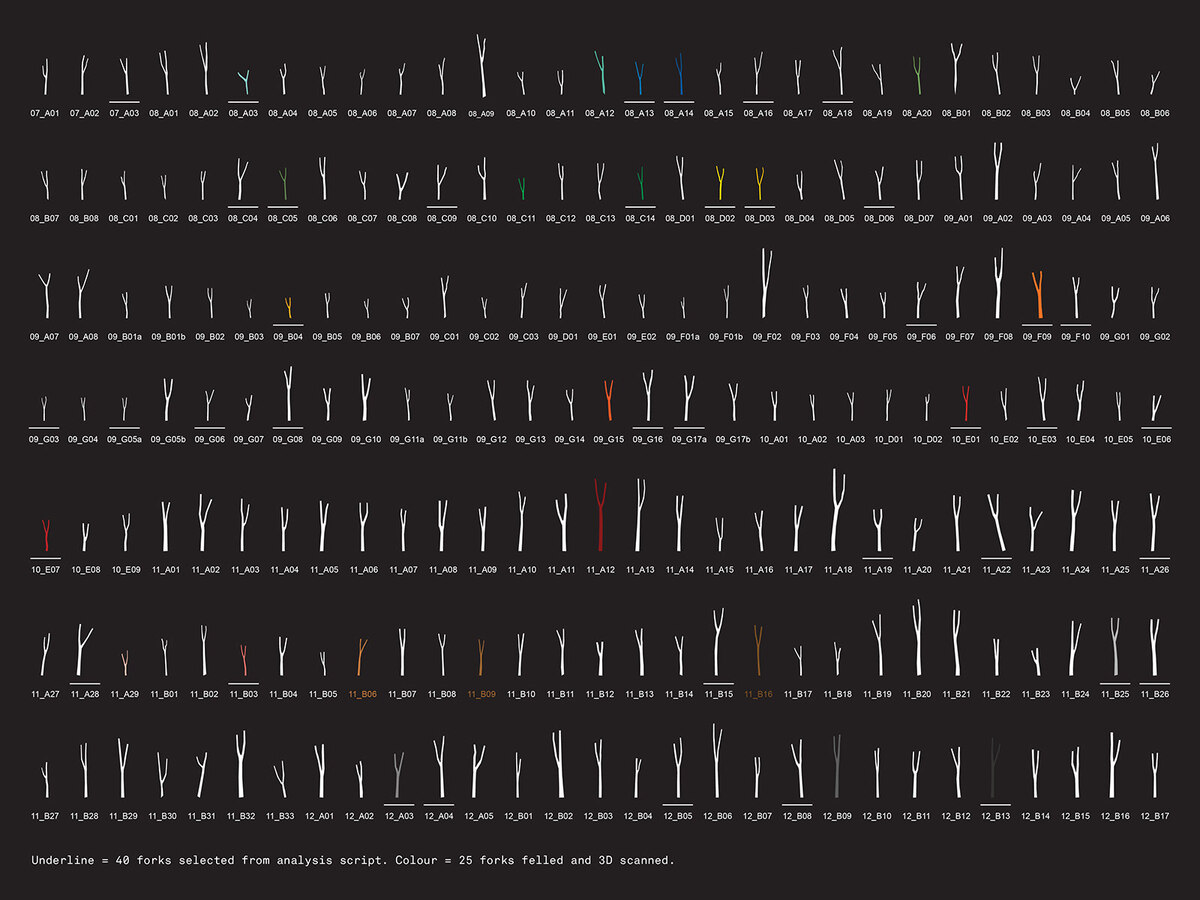 07_A01 07_A02 07_A03 08_A01 08_A02 08_A03 08_A04 08_A05 08_A06 08_A07 08_A08 08_A09 08_A10 08_A11 08_A12 08_A13 08_A14 08_A15 08_A16 08_A17 08_A18 08_A19 08_A20 08_B01 08_B02 08_B03 08_B04 08_B05 08_B06
08_B07 08_B08 08_C01 08_C02 08_C03 08_C04 08_C05 08_C06 08_C07 08_C08 08_C09 08_C10 08_C11 08_C12 08_C13 08_C14 08_D01 08_D02 08_D03 08_D04 08_D05 08_D06 08_D07 09_A01 09_A02 09_A03 09_A04 09_A05 09_A06
09_A07 09_A08 09_B01a 09_B01b 09_B02 09_B03 09_B04 09_B05 09_B06 09_B07 09_C01 09_C02 09_C03 09_D01 09_E01 09_E02 09_F01a 09_F01b 09_F02 09_F03 09_F04 09_F05 09_F06 09_F07 09_F08 09_F09 09_F10 09_G01 09_G02
09_G03 09_G04 09_G05a 09_G05b 09_G06 09_G07 09_G08 09_G09 09_G10 09_G11a 09_G11b 09_G12 09_G13 09_G14 09_G15 09_G16 09_G17a 09_G17b 10_A01 10_A02 10_A03 10_D01 10_D02 10_E01 10_E02 10_E03 10_E04 10_E05 10_E06
10_E07 10_E08 10_E09 11_A01 11_A02 11_A03 11_A04 11_A05 11_A06 11_A07 11_A08 11_A09 11_A10 11_A11 11_A12 11_A13 11_A14 11_A15 11_A16 11_A17 11_A18 11_A19 11_A20 11_A21 11_A22 11_A23 11_A24 11_A25 11_A26
11_A27 11_A28 11_A29 11_B01 11_B02 11_B03 11_B04 11_B05 11_B06 11_B07 11_B08 11_B09 11_B10 11_B11 11_B12 11_B13 11_B14 11_B15 11_B16 11_B17 11_B18 11_B19 11_B20 11_B21 11_B22 11_B23 11_B24 11_B25 11_B26
11_B27 11_B28 11_B29 11_B30 11_B31 11_B32 11_B33 12_A01 12_A02 12_A03 12_A04 12_A05 12_B01 12_B02 12_B03 12_B04 12_B05 12_B06 12_B07 12_B08 12_B09 12_B10 12_B11 12_B12 12_B13 12_B14 12_B15 12_B16 12_B17
Underline = 40 forks selected from analysis script. Colour = 25 forks felled and 3D scanned.